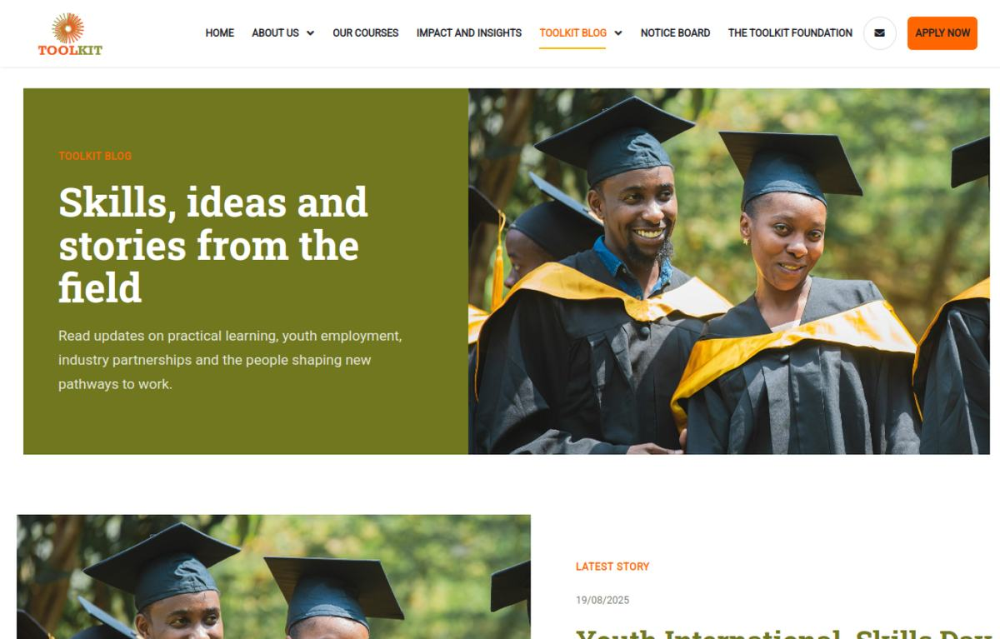 TOOLKIT
HOME ABOUT US OUR COURSES IMPACT AND INSIGHTS TOOLKIT BLOG NOTICE BOARD THE TOOLKIT FOUNDATION APPLY NOW
TOOLKIT BLOG
Skills, ideas and
stories from the
field
Read updates on practical learning, youth employment,
industry partnerships and the people shaping new
pathways to work.
LATEST STORY
19/08/2025
Youth International Skills Day